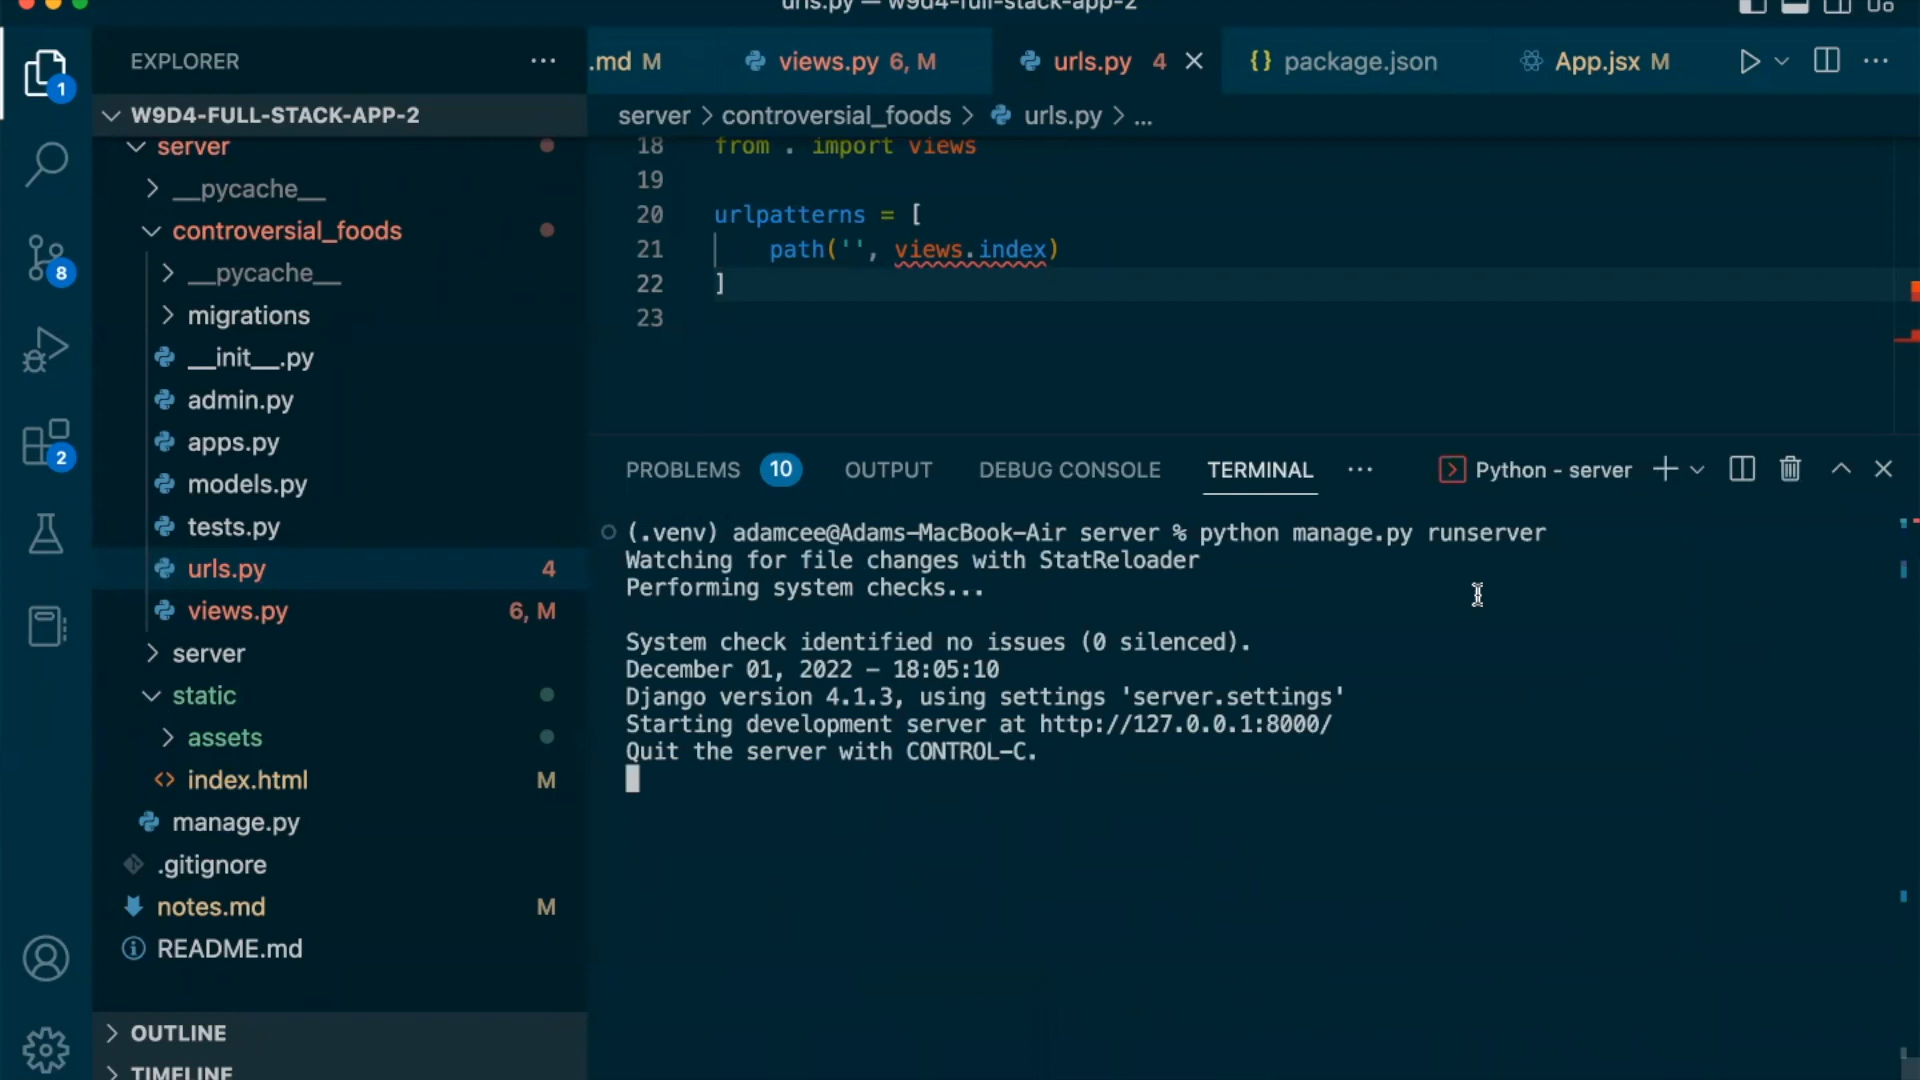 urls.py — w9d4-full-stack-app-2
EXPLORER
W9D4-FULL-STACK-APP-2
server
__pycache__
controversial_foods
__pycache__
migrations
__init__.py
admin.py
apps.py
models.py
tests.py
urls.py 4
views.py 6, M
server
static
assets
index.html M
manage.py
.gitignore
notes.md M
README.md
OUTLINE
TIMELINE
1
8
2
.md M
views.py 6, M
urls.py 4
{} package.json
App.jsx M
server > controversial_foods > urls.py > ...
18 from . import views
19
20 urlpatterns = [
21 path('', views.index)
22 ]
23
PROBLEMS 10 OUTPUT DEBUG CONSOLE TERMINAL ... Python - server
(.venv) adamcee@Adams-MacBook-Air server % python manage.py runserver
Watching for file changes with StatReloader
Performing system checks...
System check identified no issues (0 silenced).
December 01, 2022 - 18:05:10
Django version 4.1.3, using settings 'server.settings'
Starting development server at http://127.0.0.1:8000/
Quit the server with CONTROL-C.